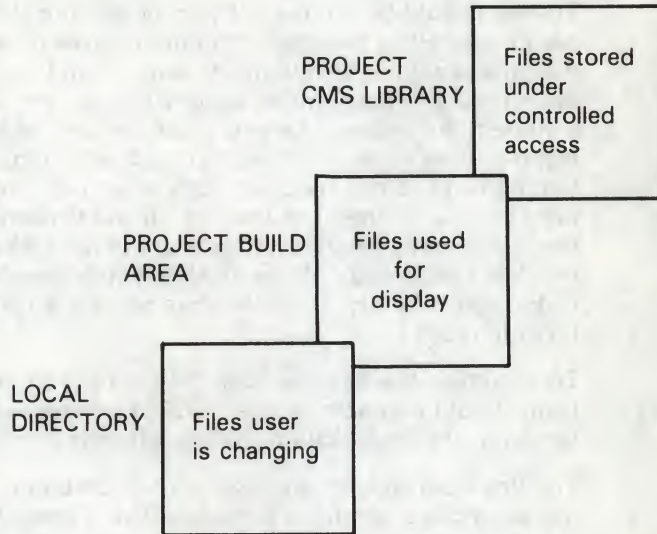 PROJECT
CMS LIBRARY
Files stored
under
controlled
access
PROJECT BUILD
AREA
Files used
for
display
LOCAL
DIRECTORY
Files user
is changing